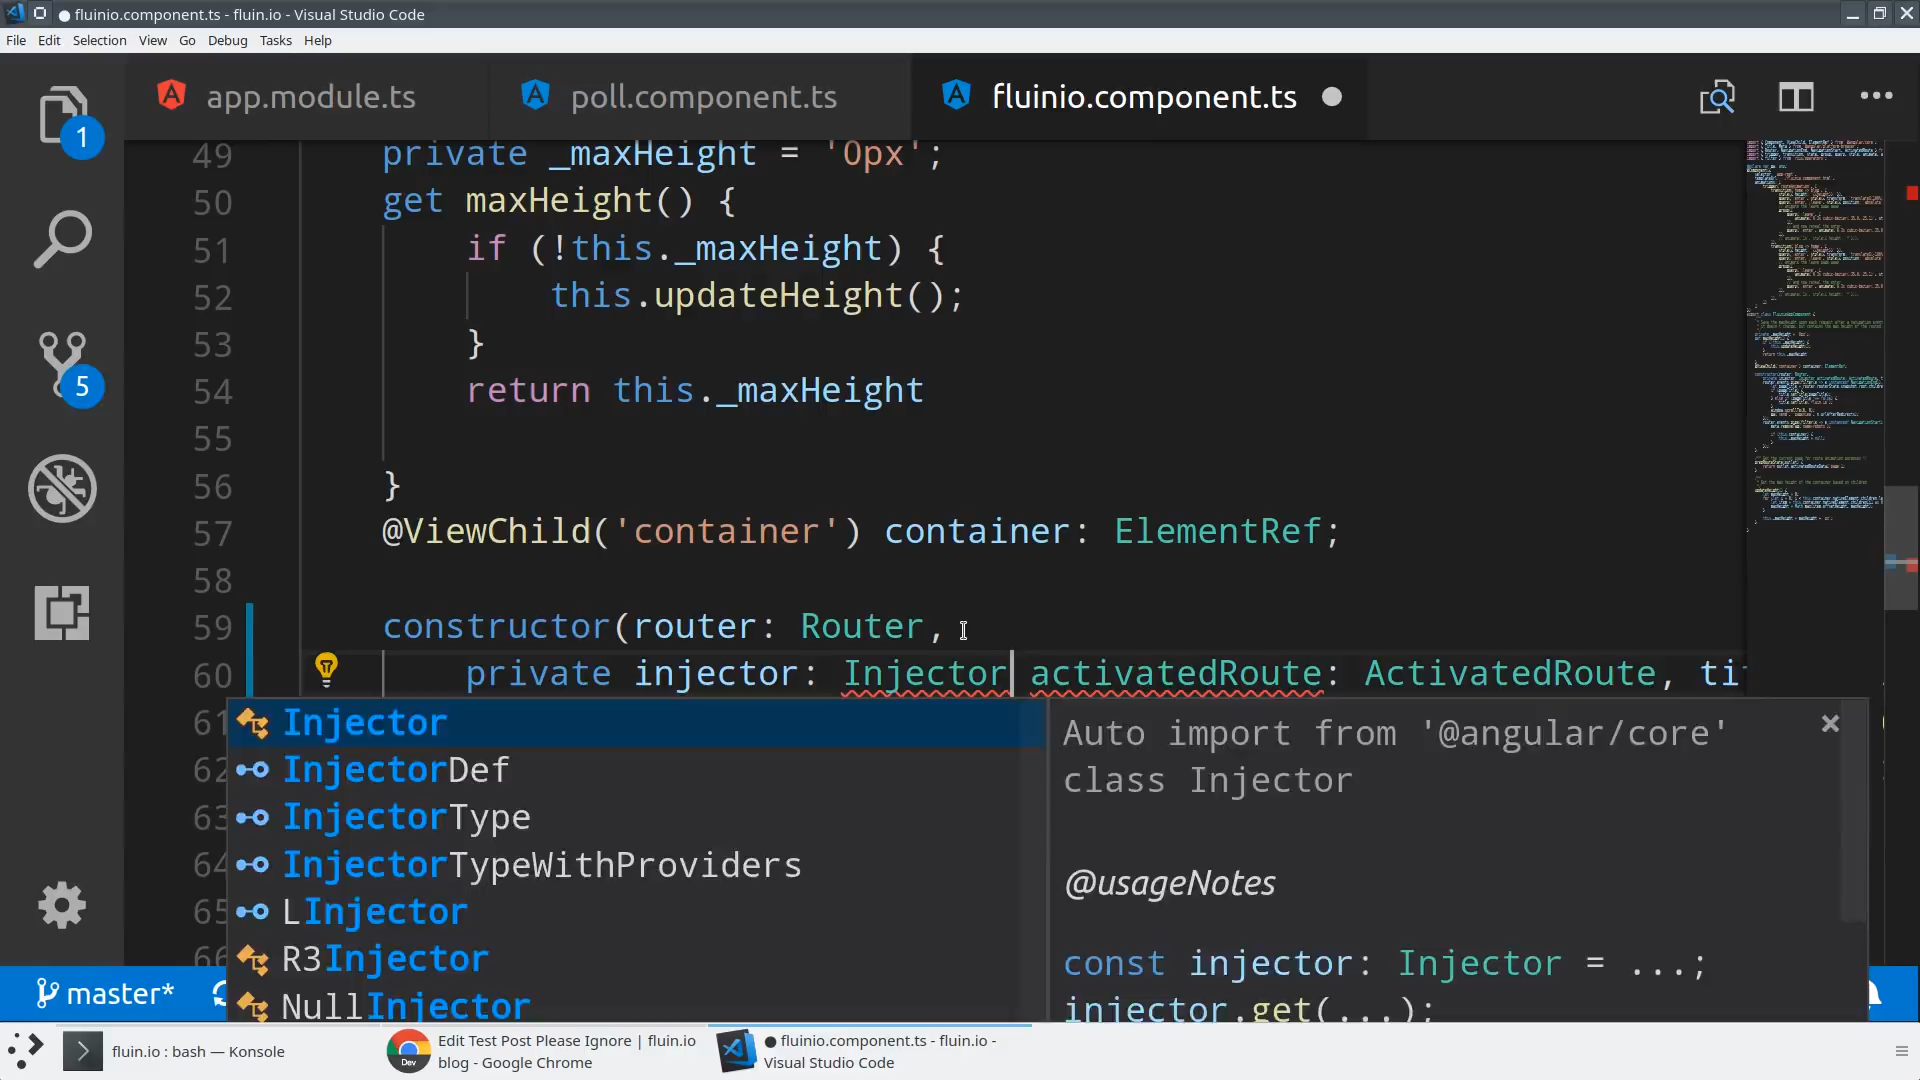 fluinio.component.ts - fluin.io - Visual Studio Code
File Edit Selection View Go Debug Tasks Help
app.module.ts poll.component.ts fluinio.component.ts
1
5
49 private _maxHeight = '0px';
50 get maxHeight() {
51 if (!this._maxHeight) {
52 this.updateHeight();
53 }
54 return this._maxHeight
55
56 }
57 @ViewChild('container') container: ElementRef;
58
59 constructor(router: Router,
60 private injector: Injector activatedRoute: ActivatedRoute, ti
61 Injector
62 InjectorDef
63 InjectorType
64 InjectorTypeWithProviders
65 LInjector
66 R3Injector
NullInjector
Auto import from '@angular/core'
class Injector
@usageNotes
const injector: Injector = ...;
injector.get(...);
master*
fluin.io : bash — Konsole
Dev
Edit Test Post Please Ignore | fluin.io
blog - Google Chrome
fluinio.component.ts - fluin.io -
Visual Studio Code